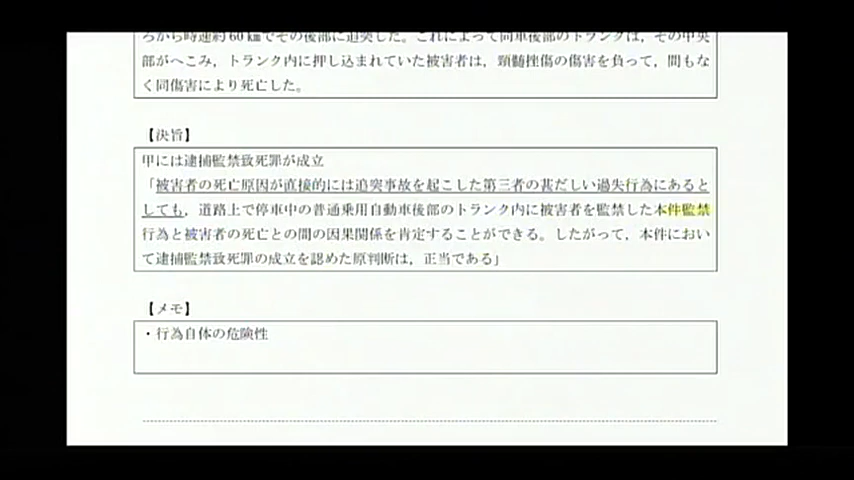 ろから時速約 60 ㎞でその後部に追突した。これによって同車後部のトランクは，その中央
部がへこみ，トランク内に押し込まれていた被害者は，頸髄挫傷の傷害を負って，間もな
く同傷害により死亡した。
【決旨】
甲には逮捕監禁致死罪が成立
「被害者の死亡原因が直接的には追突事故を起こした第三者の甚だしい過失行為にあると
しても，道路上で停車中の普通乗用自動車後部のトランク内に被害者を監禁した本件監禁
行為と被害者の死亡との間の因果関係を肯定することができる。したがって，本件におい
て逮捕監禁致死罪の成立を認めた原判断は，正当である」
【メモ】
・行為自体の危険性